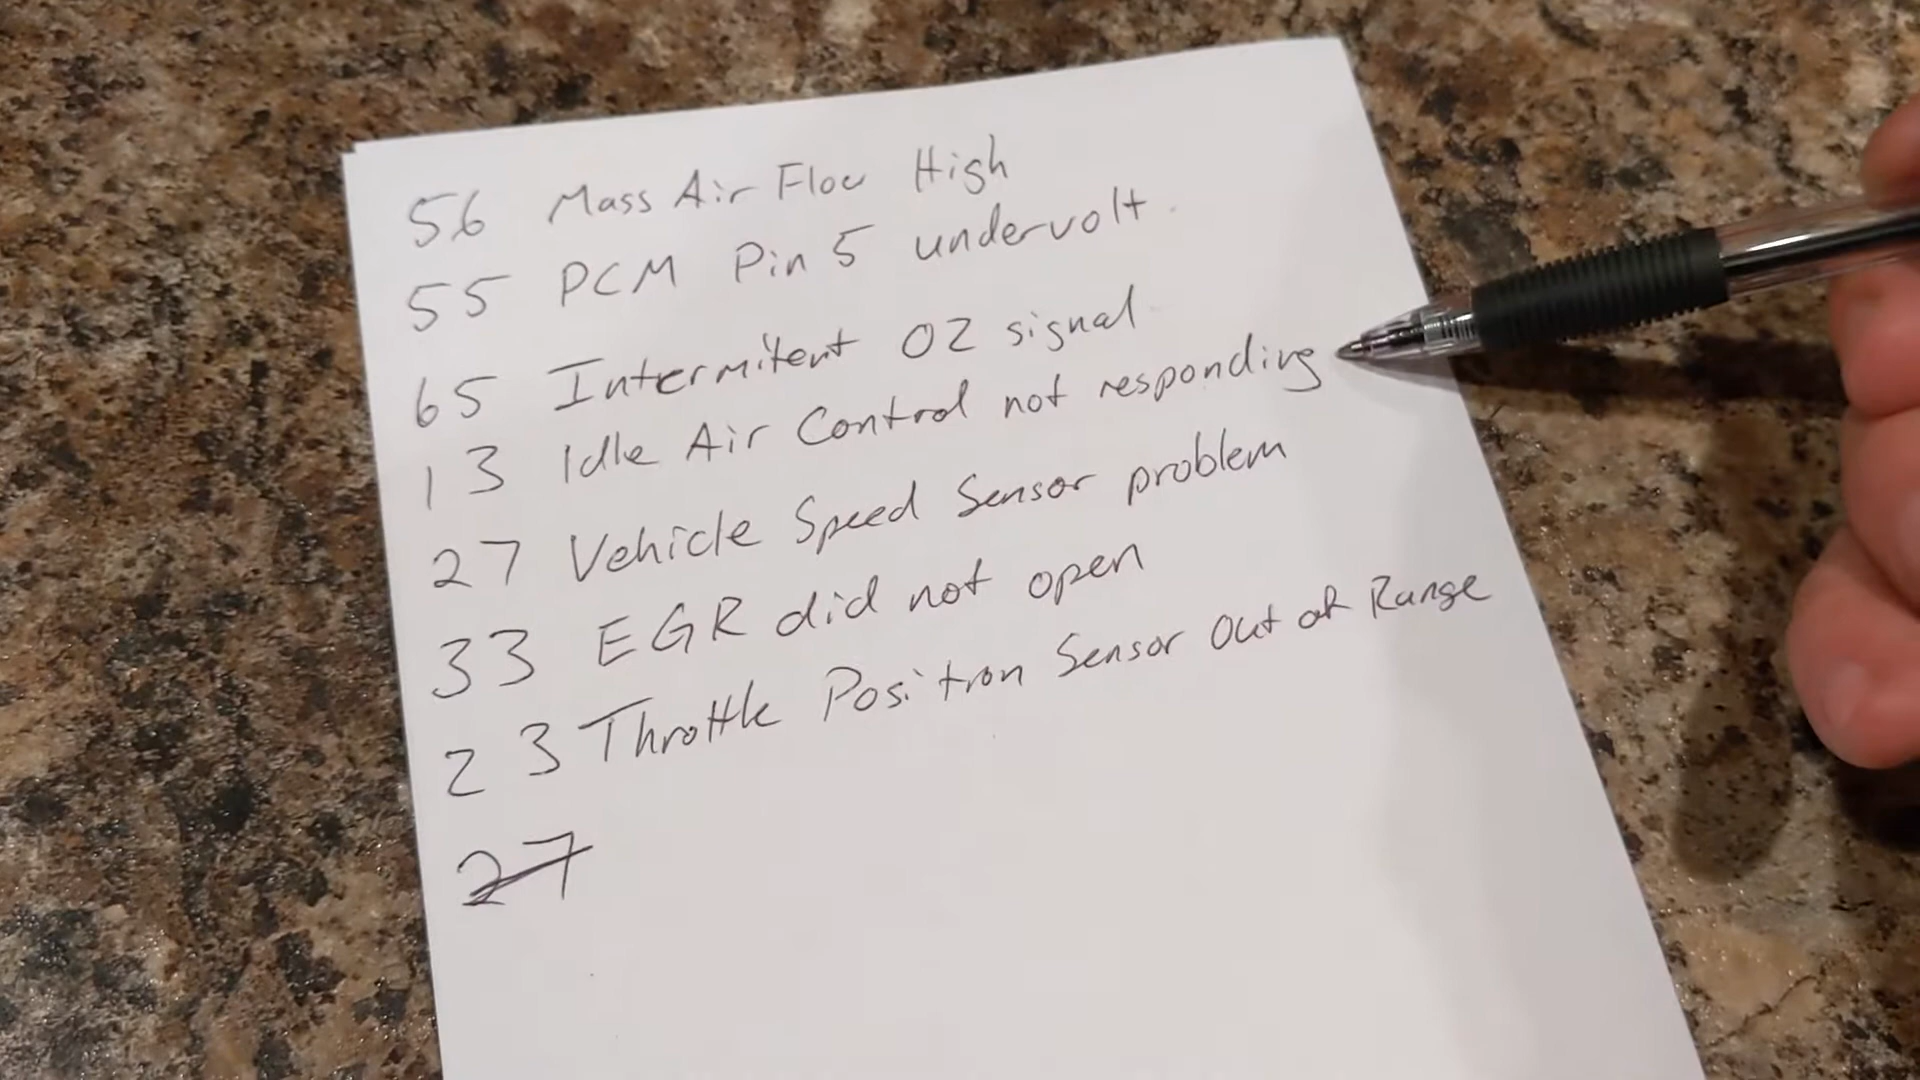 56 Mass Air Flow High
55 PCM Pin 5 undervolt.
65 Intermitent O2 signal
13 Idle Air Control not responding
27 Vehicle Speed Sensor problem
33 EGR did not open
23 Throttle Position Sensor Out of Range
27